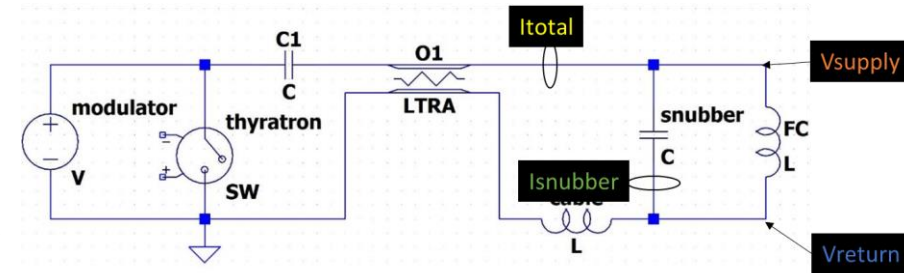 Itotal
C1
O1
Vsupply
C
modulator
LTRA
snubber
thyratron
FC
V
SW
Isnubber
C
L
cable
L
Vreturn